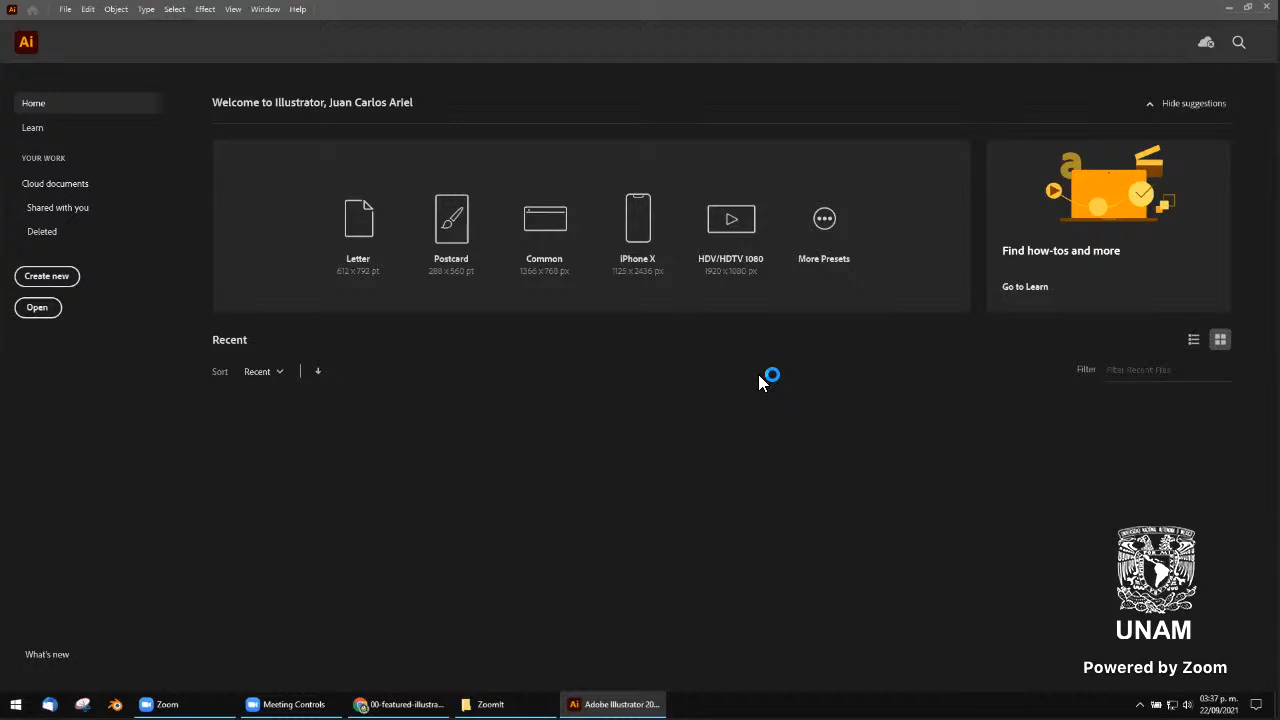 File Edit Object Type Select Effect View Window Help
Ai
Home
Learn
YOUR WORK
Cloud documents
Shared with you
Deleted
Create new
Open
Welcome to Illustrator, Juan Carlos Ariel
Hide suggestions
Letter
612 x 792 pt
Postcard
288 x 560 pt
Common
1366 x 768 px
iPhone X
1125 x 2436 px
HDV/HDTV 1080
1920 x 1080 px
More Presets
Find how-tos and more
Go to Learn
Recent
Sort Recent
Filter Filter Recent Files
What's new
UNAM
Powered by Zoom
Zoom
Meeting Controls
00-featured-illustra...
ZoomIt
Adobe Illustrator 20...
03:37 p. m.
22/09/2021